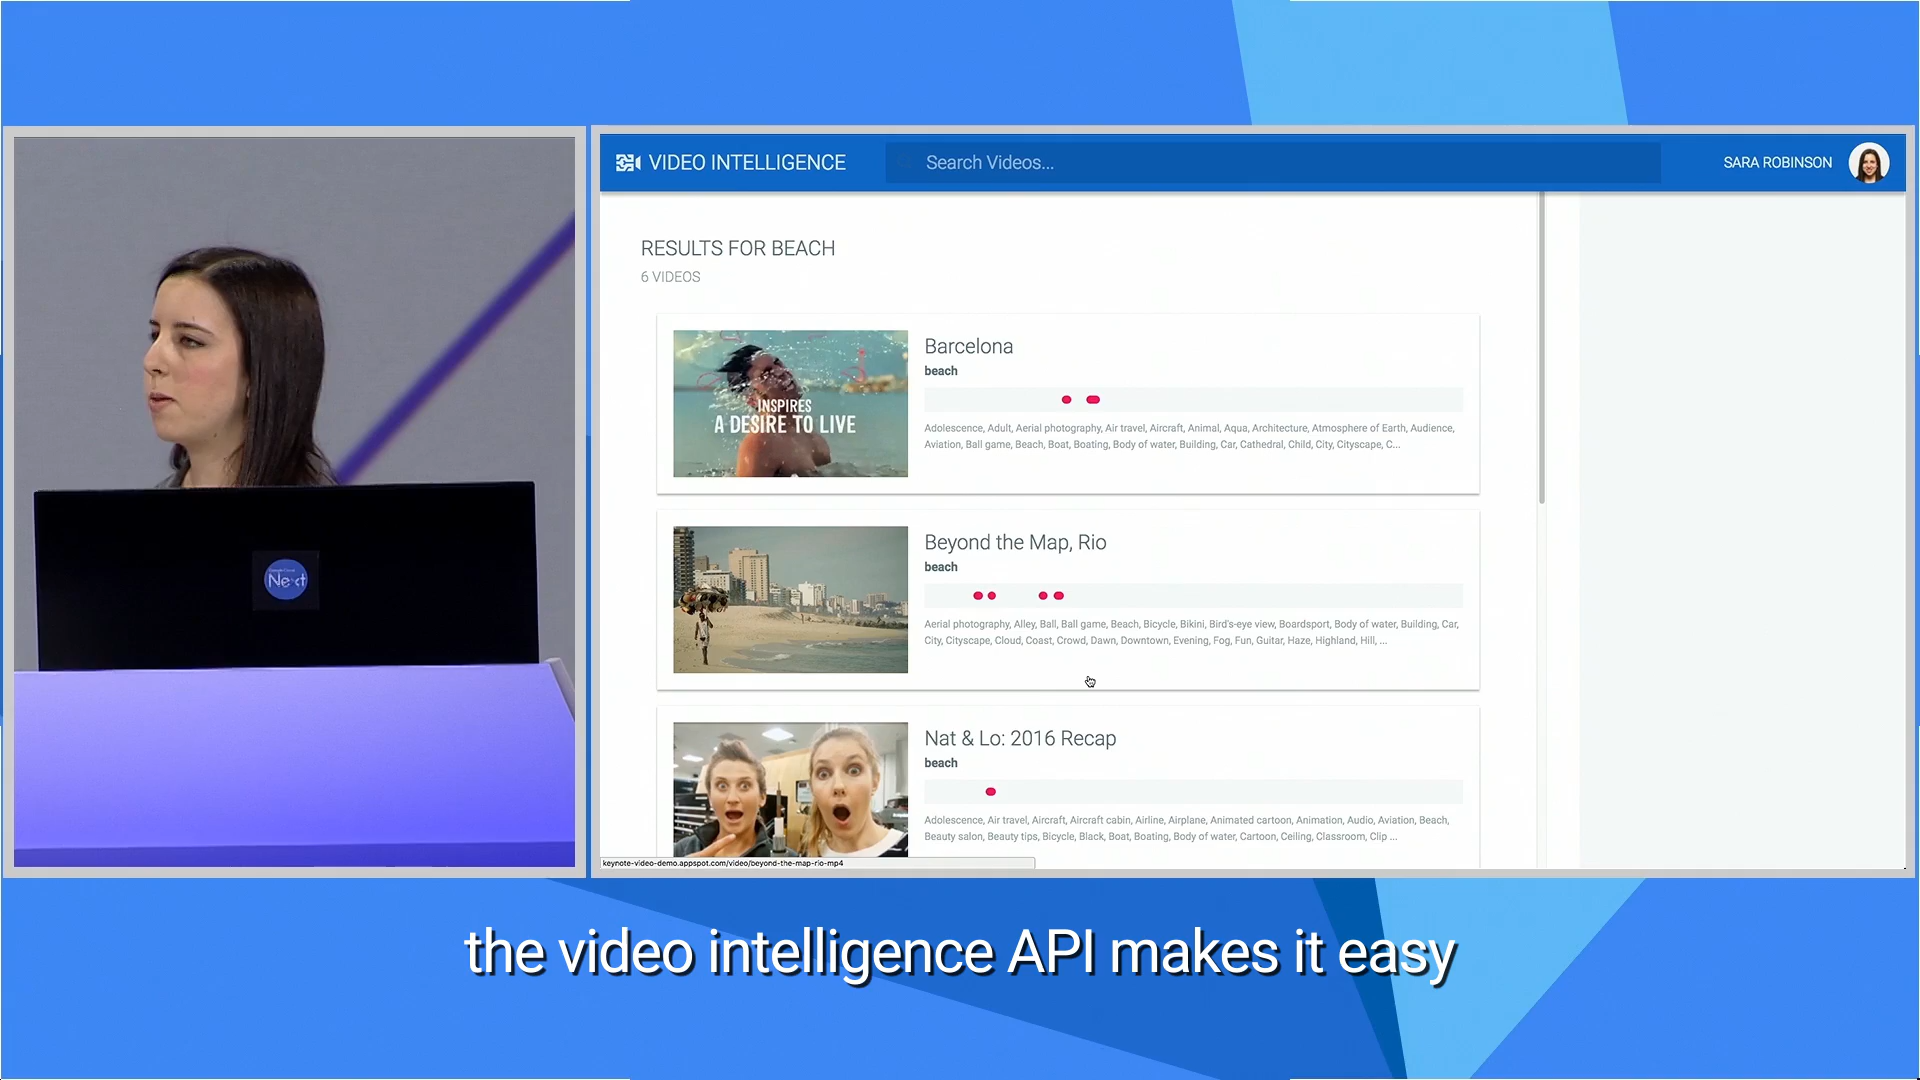 VIDEO INTELLIGENCE
Search Videos...
SARA ROBINSON
RESULTS FOR BEACH
6 VIDEOS
INSPIRES
A DESIRE TO LIVE
Barcelona
beach
Adolescence, Adult, Aerial photography, Air travel, Aircraft, Animal, Aqua, Architecture, Atmosphere of Earth, Audience,
Aviation, Ball game, Beach, Boat, Boating, Body of water, Building, Car, Cathedral, Child, City, Cityscape, C...
Beyond the Map, Rio
beach
Aerial photography, Alley, Ball, Ball game, Beach, Bicycle, Bikini, Bird's-eye view, Boardsport, Body of water, Building, Car,
City, Cityscape, Cloud, Coast, Crowd, Dawn, Downtown, Evening, Fog, Fun, Guitar, Haze, Highland, Hill, ...
Nat & Lo: 2016 Recap
beach
Adolescence, Air travel, Aircraft, Aircraft cabin, Airline, Airplane, Animated cartoon, Animation, Audio, Aviation, Beach,
Beauty salon, Beauty tips, Bicycle, Black, Boat, Boating, Body of water, Cartoon, Ceiling, Classroom, Clip ...
keynote-video-demo.appspot.com/video/beyond-the-map-rio-mp4
Next
the video intelligence API makes it easy